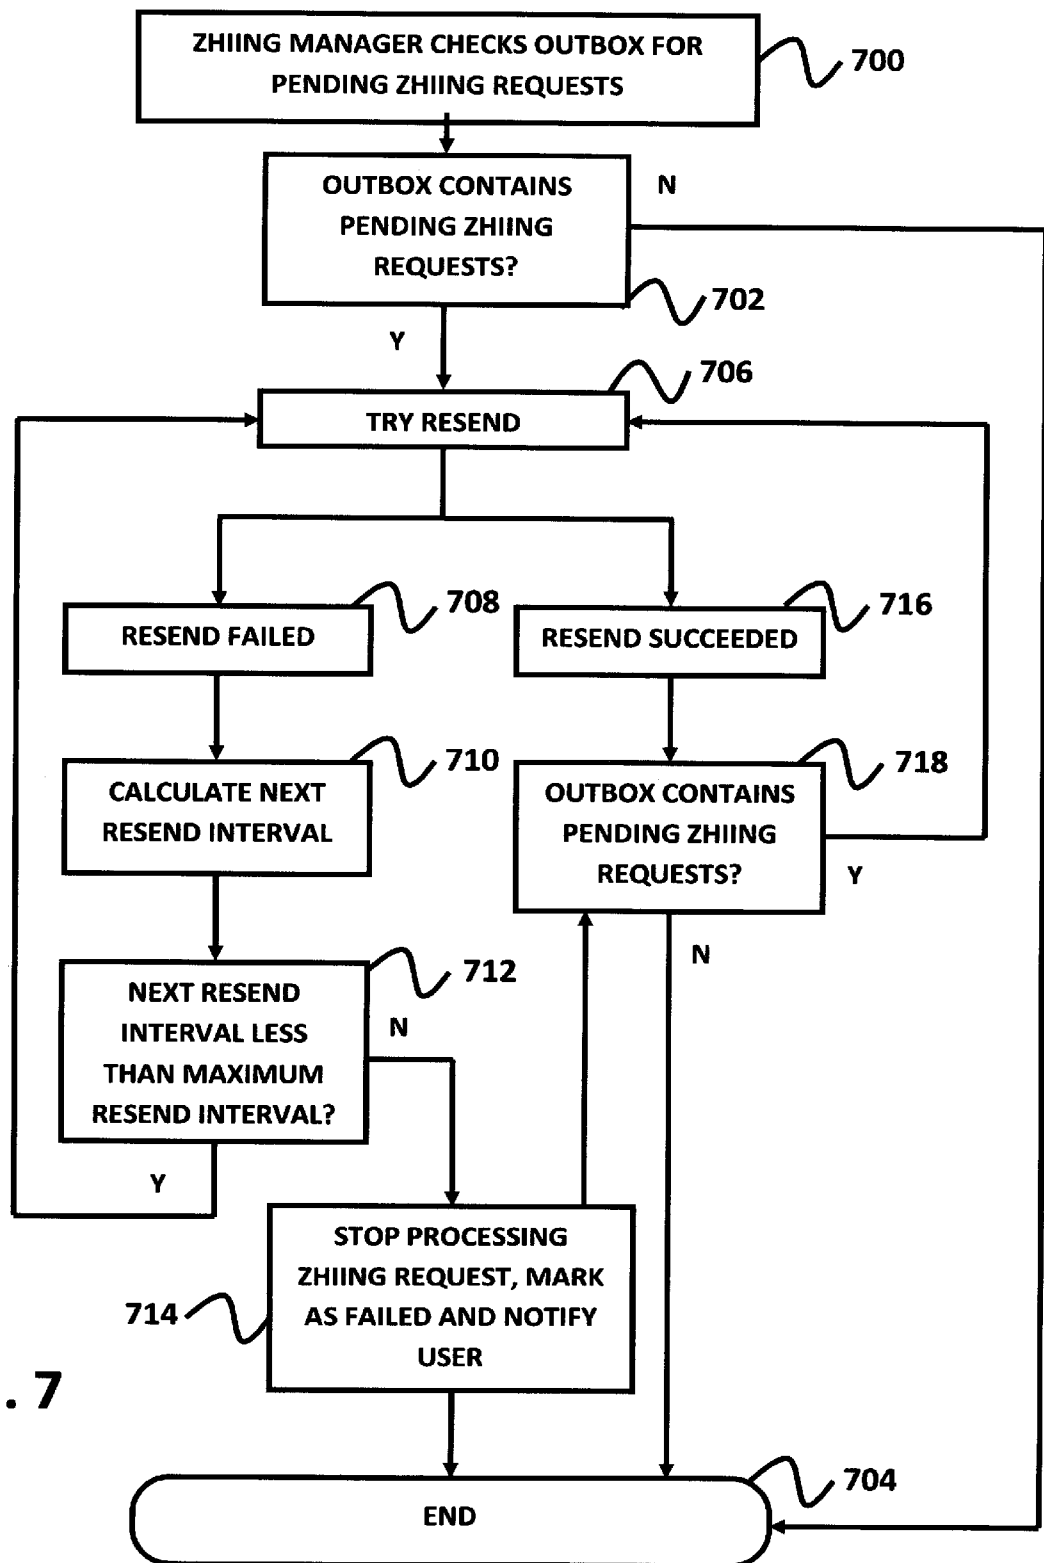 ZHIING MANAGER CHECKS OUTBOX FOR
PENDING ZHIING REQUESTS
700
OUTBOX CONTAINS
PENDING ZHIING
REQUESTS?
N
702
Y
706
TRY RESEND
708
RESEND FAILED
716
RESEND SUCCEEDED
710
CALCULATE NEXT
RESEND INTERVAL
718
OUTBOX CONTAINS
PENDING ZHIING
REQUESTS?
Y
N
712
NEXT RESEND
INTERVAL LESS
THAN MAXIMUM
RESEND INTERVAL?
N
Y
STOP PROCESSING
ZHIING REQUEST, MARK
AS FAILED AND NOTIFY
USER
714
. 7
704
END